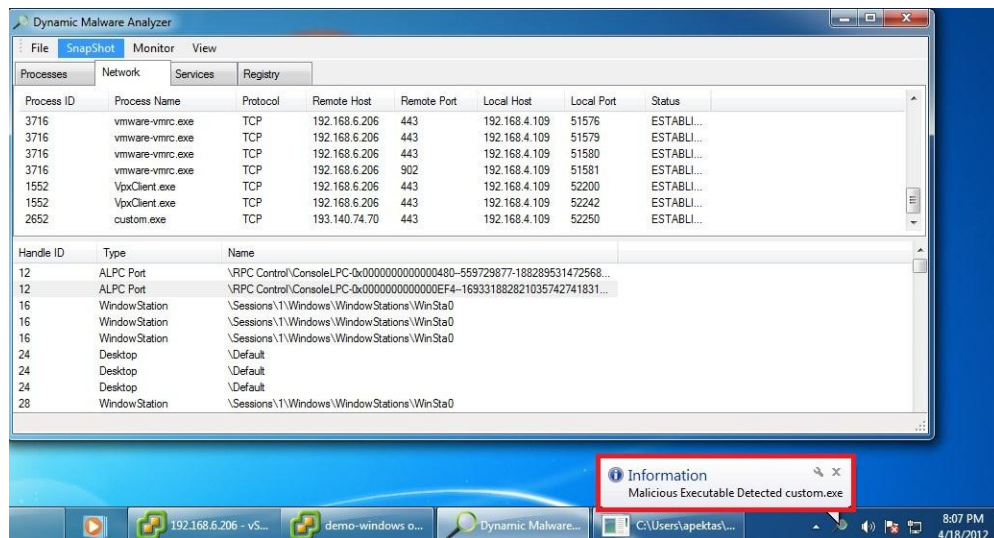 Dynamic Malware Analyzer
File SnapShot Monitor View
Processes Network Services Registry
Process ID Process Name Protocol Remote Host Remote Port Local Host Local Port Status
3716 vmware-vmrc.exe TCP 192.168.6.206 443 192.168.4.109 51576 ESTABLI...
3716 vmware-vmrc.exe TCP 192.168.6.206 443 192.168.4.109 51579 ESTABLI...
3716 vmware-vmrc.exe TCP 192.168.6.206 443 192.168.4.109 51580 ESTABLI...
3716 vmware-vmrc.exe TCP 192.168.6.206 902 192.168.4.109 51581 ESTABLI...
1552 VpxClient.exe TCP 192.168.6.206 443 192.168.4.109 52200 ESTABLI...
1552 VpxClient.exe TCP 192.168.6.206 443 192.168.4.109 52242 ESTABLI...
2652 custom.exe TCP 193.140.74.70 443 192.168.4.109 52250 ESTABLI...
Handle ID Type Name
12 ALPC Port \RPC Control\ConsoleLPC-0x0000000000000480--559729877-188289531472568...
12 ALPC Port \RPC Control\ConsoleLPC-0x0000000000000EF4--169331882821035742741831...
16 WindowStation \Sessions\1\Windows\WindowStations\WinSta0
16 WindowStation \Sessions\1\Windows\WindowStations\WinSta0
16 WindowStation \Sessions\1\Windows\WindowStations\WinSta0
24 Desktop \Default
24 Desktop \Default
24 Desktop \Default
28 WindowStation \Sessions\1\Windows\WindowStations\WinSta0
Information
Malicious Executable Detected custom.exe
192.168.6.206 - vS... demo-windows o... Dynamic Malware... C:\Users\apektas\... 8:07 PM
4/18/2012